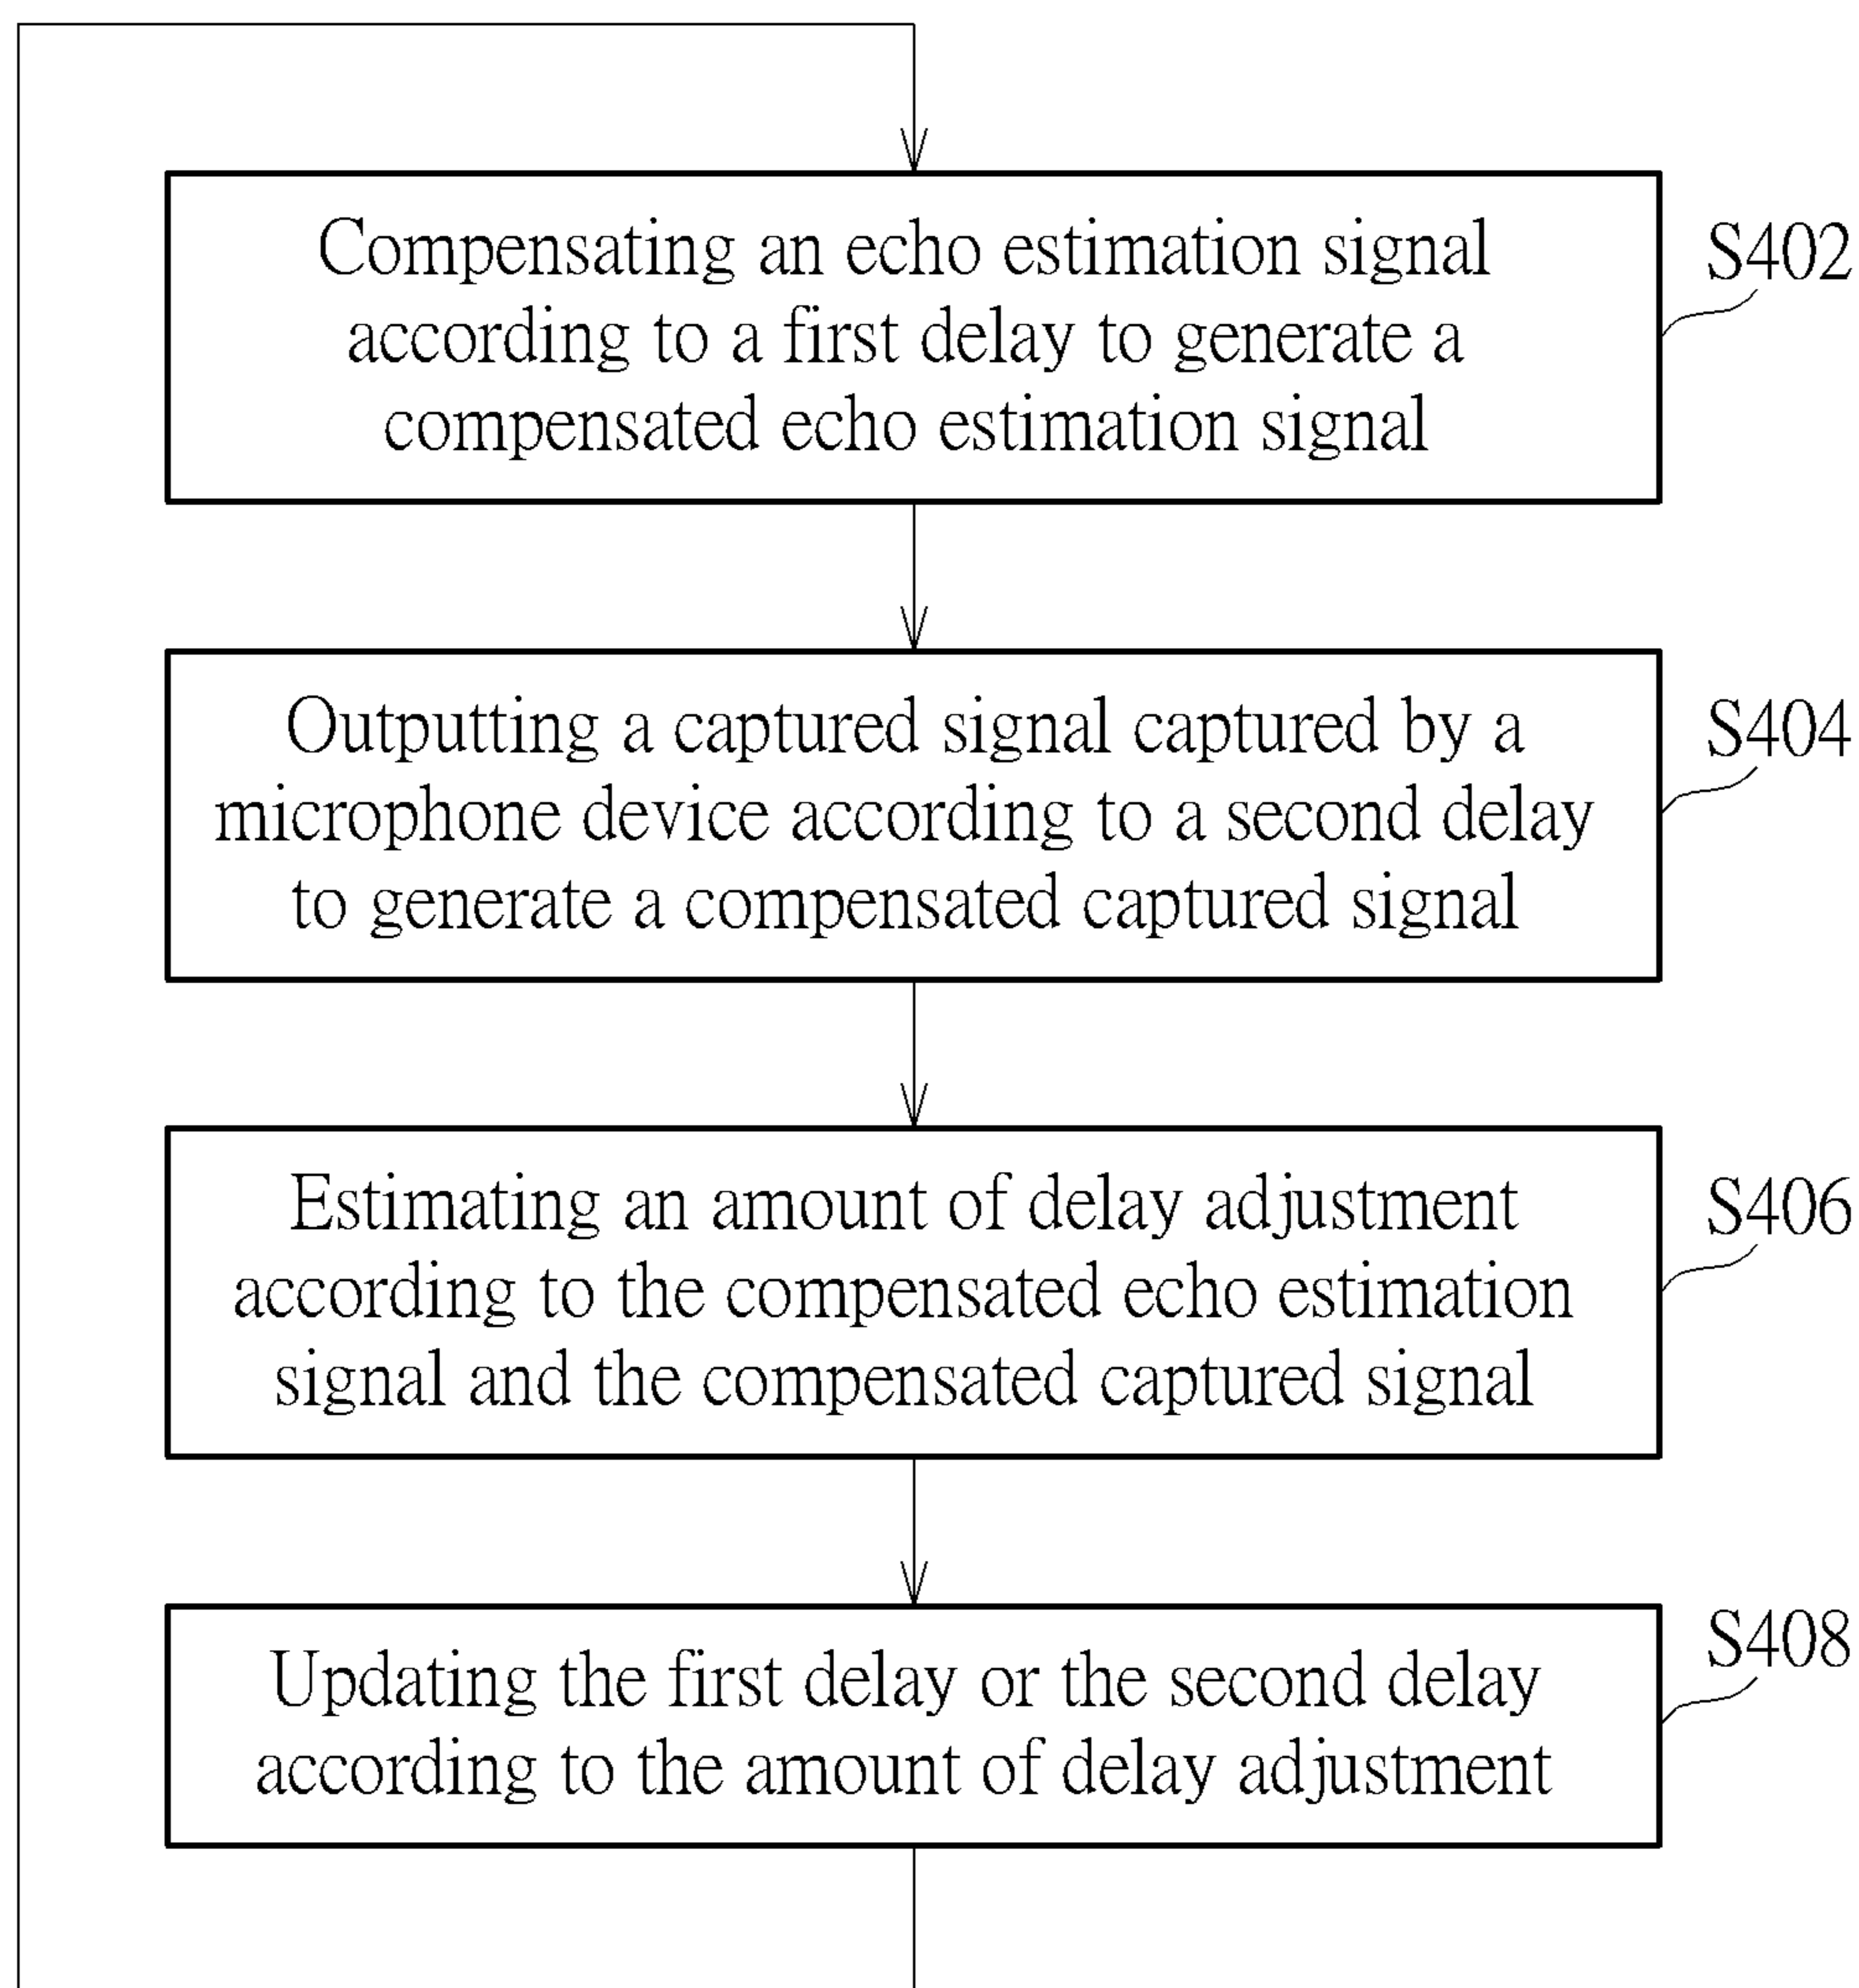 Compensating an echo estimation signal
according to a first delay to generate a
compensated echo estimation signal
S402
Outputting a captured signal captured by a
microphone device according to a second delay
to generate a compensated captured signal
S404
Estimating an amount of delay adjustment
according to the compensated echo estimation
signal and the compensated captured signal
S406
Updating the first delay or the second delay
according to the amount of delay adjustment
S408